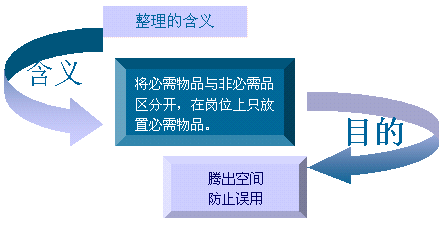 整理的含义
含义
将必需物品与非必需品
区分开，在岗位上只放
置必需物品。
目的
腾出空间
防止误用